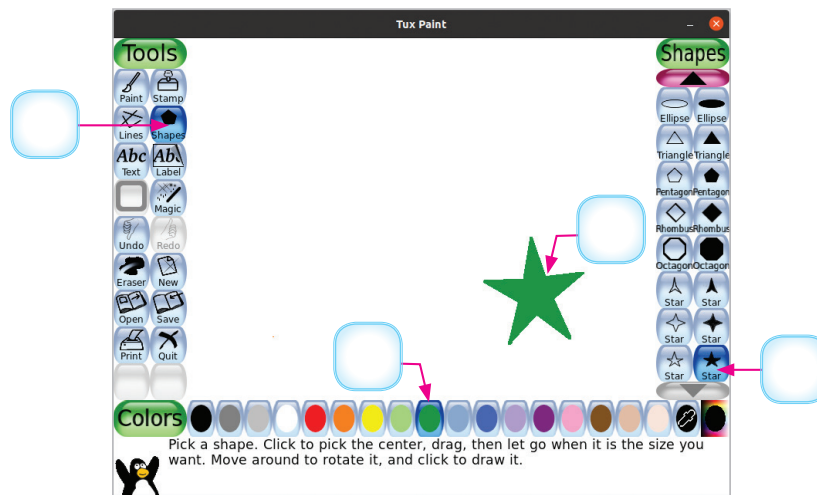 Tux Paint
Tools
Shapes
Paint Stamp
Lines Shapes
Abc Abc
Text Label
Magic
Undo Redo
Eraser New
Open Save
Print Quit
Ellipse Ellipse
Triangle Triangle
Pentagon Pentagon
Rhombus Rhombus
Octagon Octagon
Star Star
Star Star
Star Star
Colors
Pick a shape. Click to pick the center, drag, then let go when it is the size you
want. Move around to rotate it, and click to draw it.